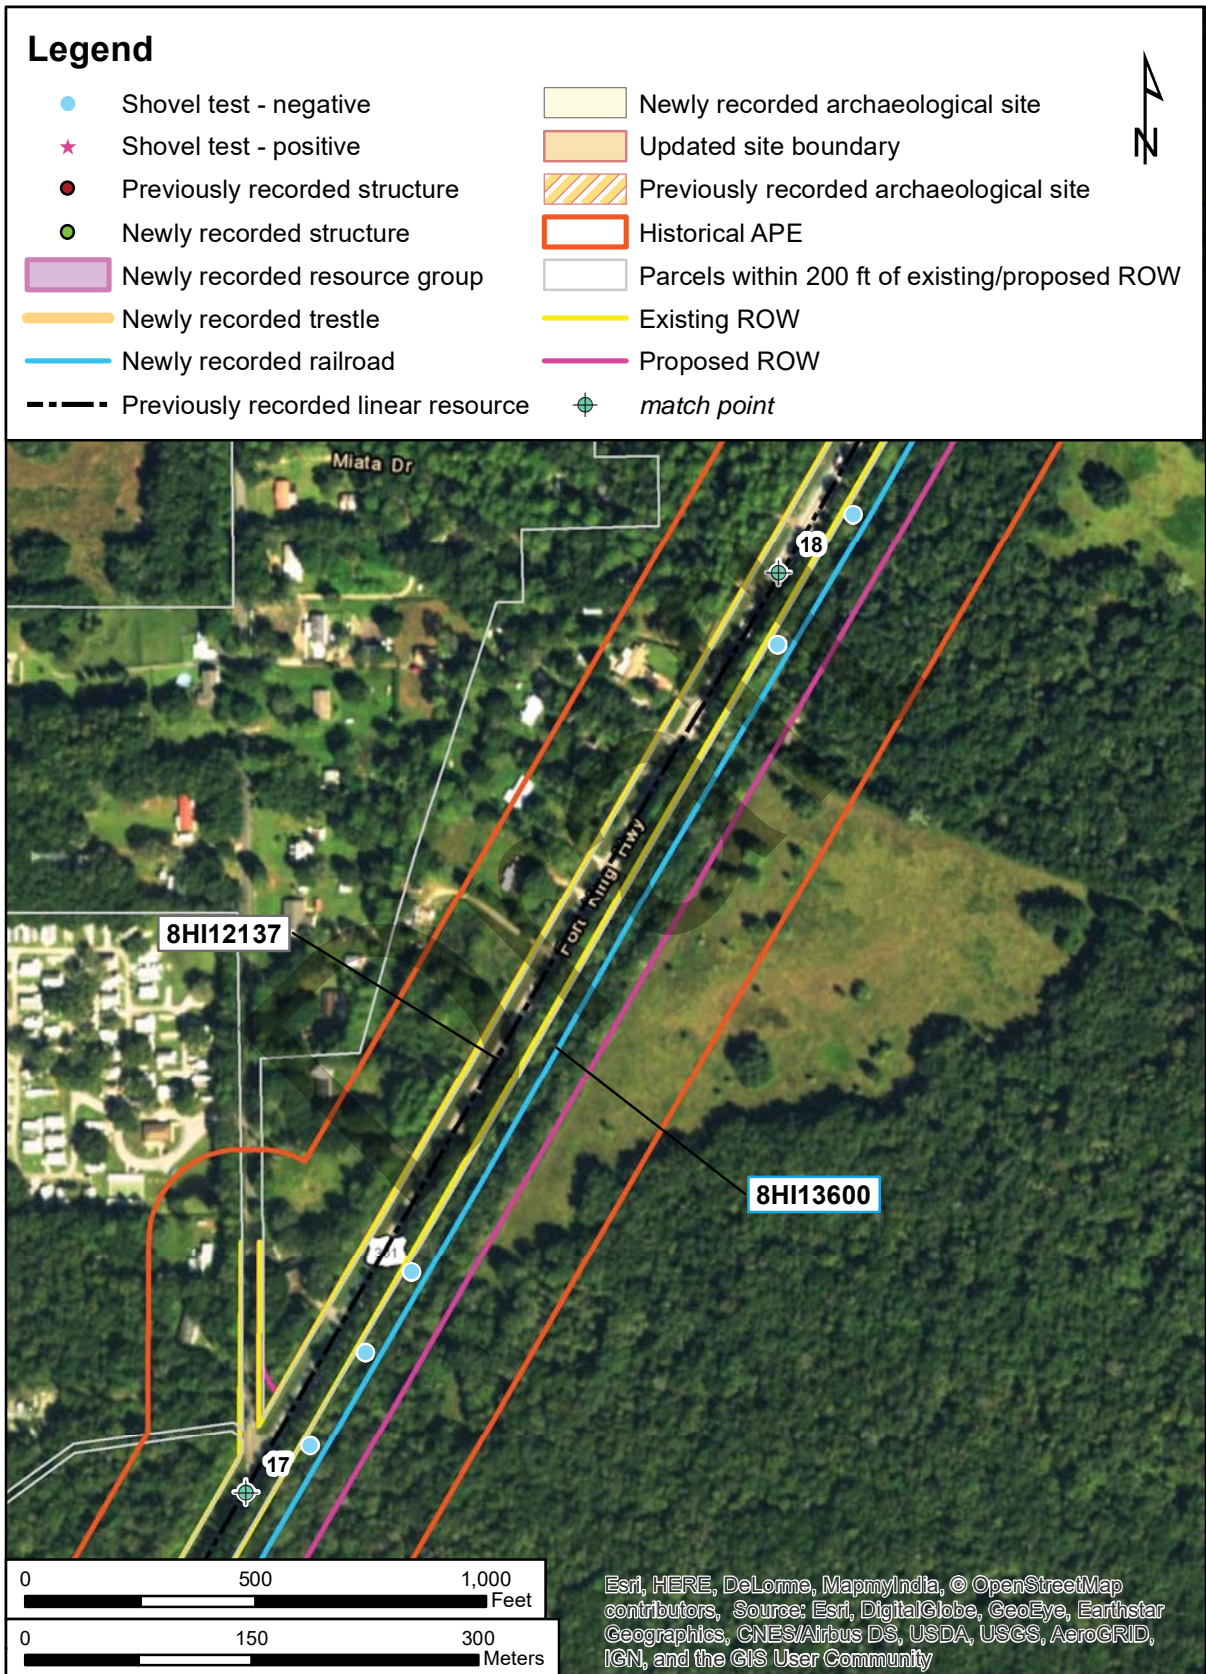 Legend
Shovel test - negative
Shovel test - positive
Previously recorded structure
Newly recorded structure
Newly recorded resource group
Newly recorded trestle
Newly recorded railroad
Previously recorded linear resource
Newly recorded archaeological site
Updated site boundary
Previously recorded archaeological site
Historical APE
Parcels within 200 ft of existing/proposed ROW
Existing ROW
Proposed ROW
match point
N
Miata Dr
18
Fort King Hwy
8HI12137
8HI13600
301
17
0 500 1,000
Feet
0 150 300
Meters
Esri, HERE, DeLorme, MapmyIndia, © OpenStreetMap
contributors, Source: Esri, DigitalGlobe, GeoEye, Earthstar
Geographics, CNES/Airbus DS, USDA, USGS, AeroGRID,
IGN, and the GIS User Community